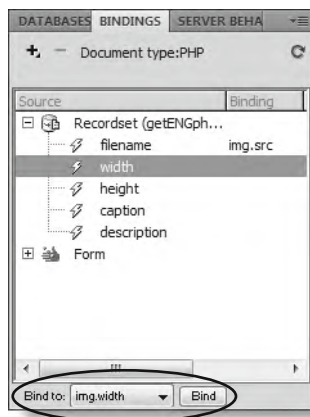 DATABASES BINDINGS SERVER BEHA
Document type:PHP
Source Binding
Recordset (getENGph...
filename img.src
width
height
caption
description
Form
Bind to: img.width Bind